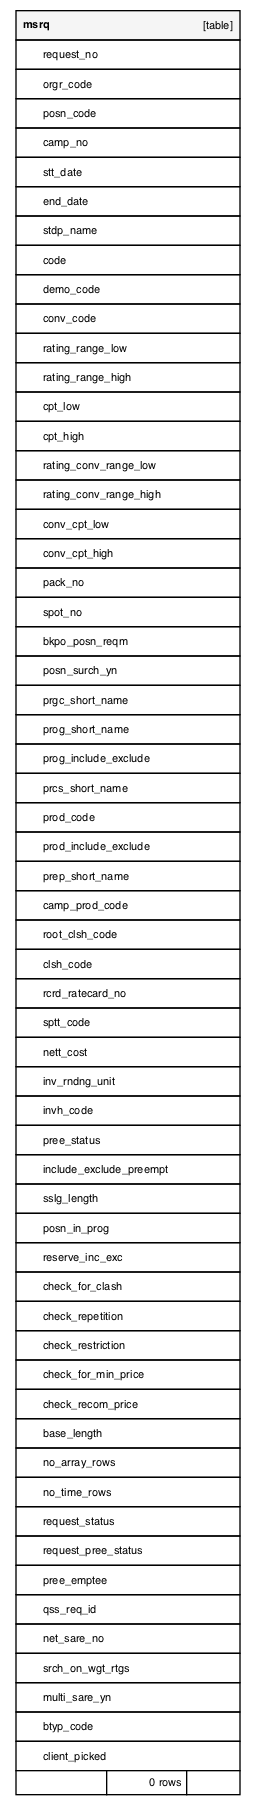 msrq [table]
request_no
orgr_code
posn_code
camp_no
stt_date
end_date
stdp_name
code
demo_code
conv_code
rating_range_low
rating_range_high
cpt_low
cpt_high
rating_conv_range_low
rating_conv_range_high
conv_cpt_low
conv_cpt_high
pack_no
spot_no
bkpo_posn_reqm
posn_surch_yn
prgc_short_name
prog_short_name
prog_include_exclude
prcs_short_name
prod_code
prod_include_exclude
prep_short_name
camp_prod_code
root_clsh_code
clsh_code
rcrd_ratecard_no
sptt_code
nett_cost
inv_rndng_unit
invh_code
pree_status
include_exclude_preempt
sslg_length
posn_in_prog
reserve_inc_exc
check_for_clash
check_repetition
check_restriction
check_for_min_price
check_recom_price
base_length
no_array_rows
no_time_rows
request_status
request_pree_status
pree_emptee
qss_req_id
net_sare_no
srch_on_wgt_rtgs
multi_sare_yn
btyp_code
client_picked
0 rows